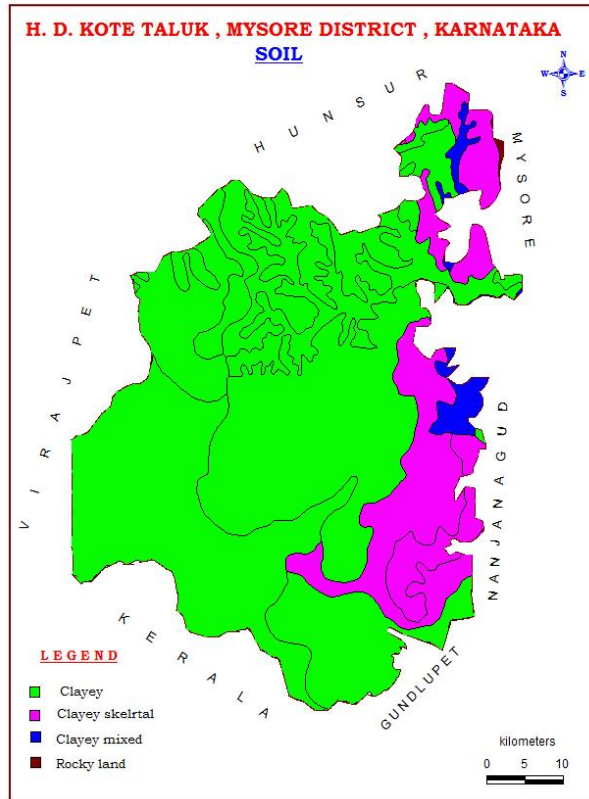 H. D. KOTE TALUK , MYSORE DISTRICT , KARNATAKA
SOIL
N
W E
S
HUNSUR
MYSORE
VIRAJPET
NANJANAGUD
KERALA
GUNDLUPET
LEGEND
Clayey
Clayey skelrtal
Clayey mixed
Rocky land
kilometers
0 5 10